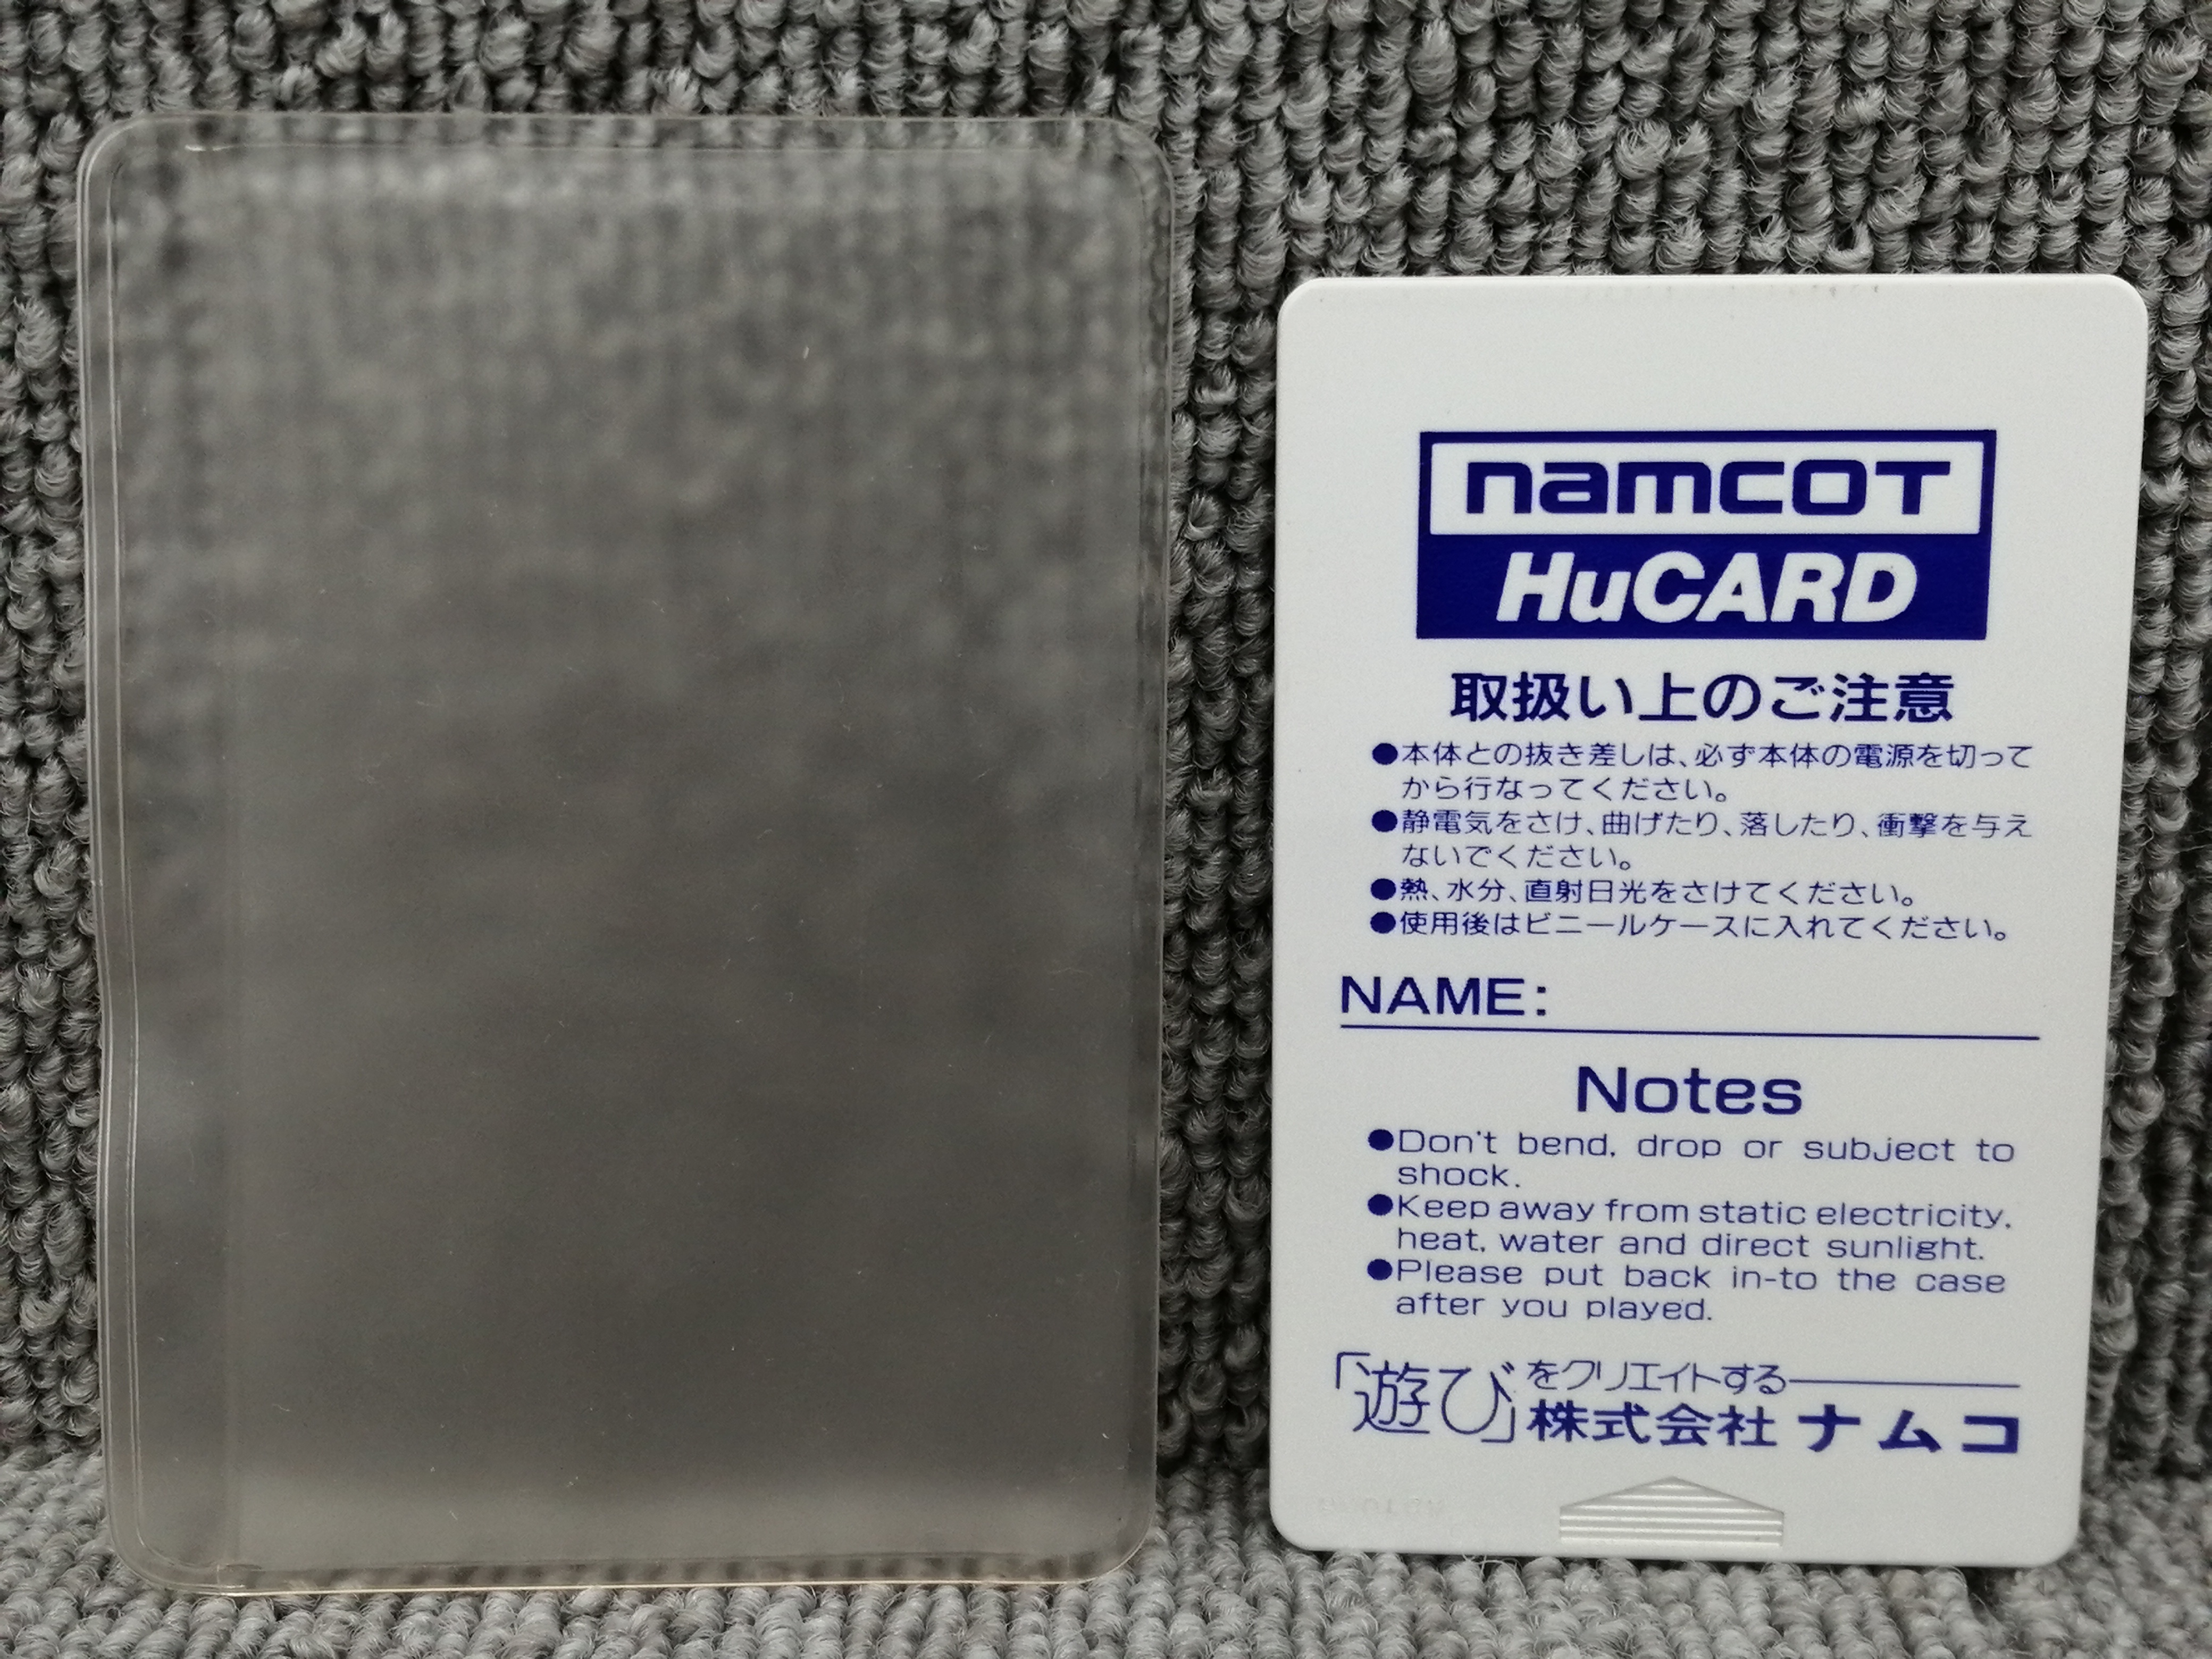 namcot
HuCARD
取扱い上のご注意
●本体との抜き差しは、必ず本体の電源を切って
から行なってください。
●静電気をさけ、曲げたり、落したり、衝撃を与え
ないでください。
●熱、水分、直射日光をさけてください。
●使用後はビニールケースに入れてください。
NAME:
Notes
●Don't bend, drop or subject to
shock.
●Keep away from static electricity,
heat, water and direct sunlight.
●Please put back in-to the case
after you played.
「遊び」をクリエイトする——
株式会社 ナムコ